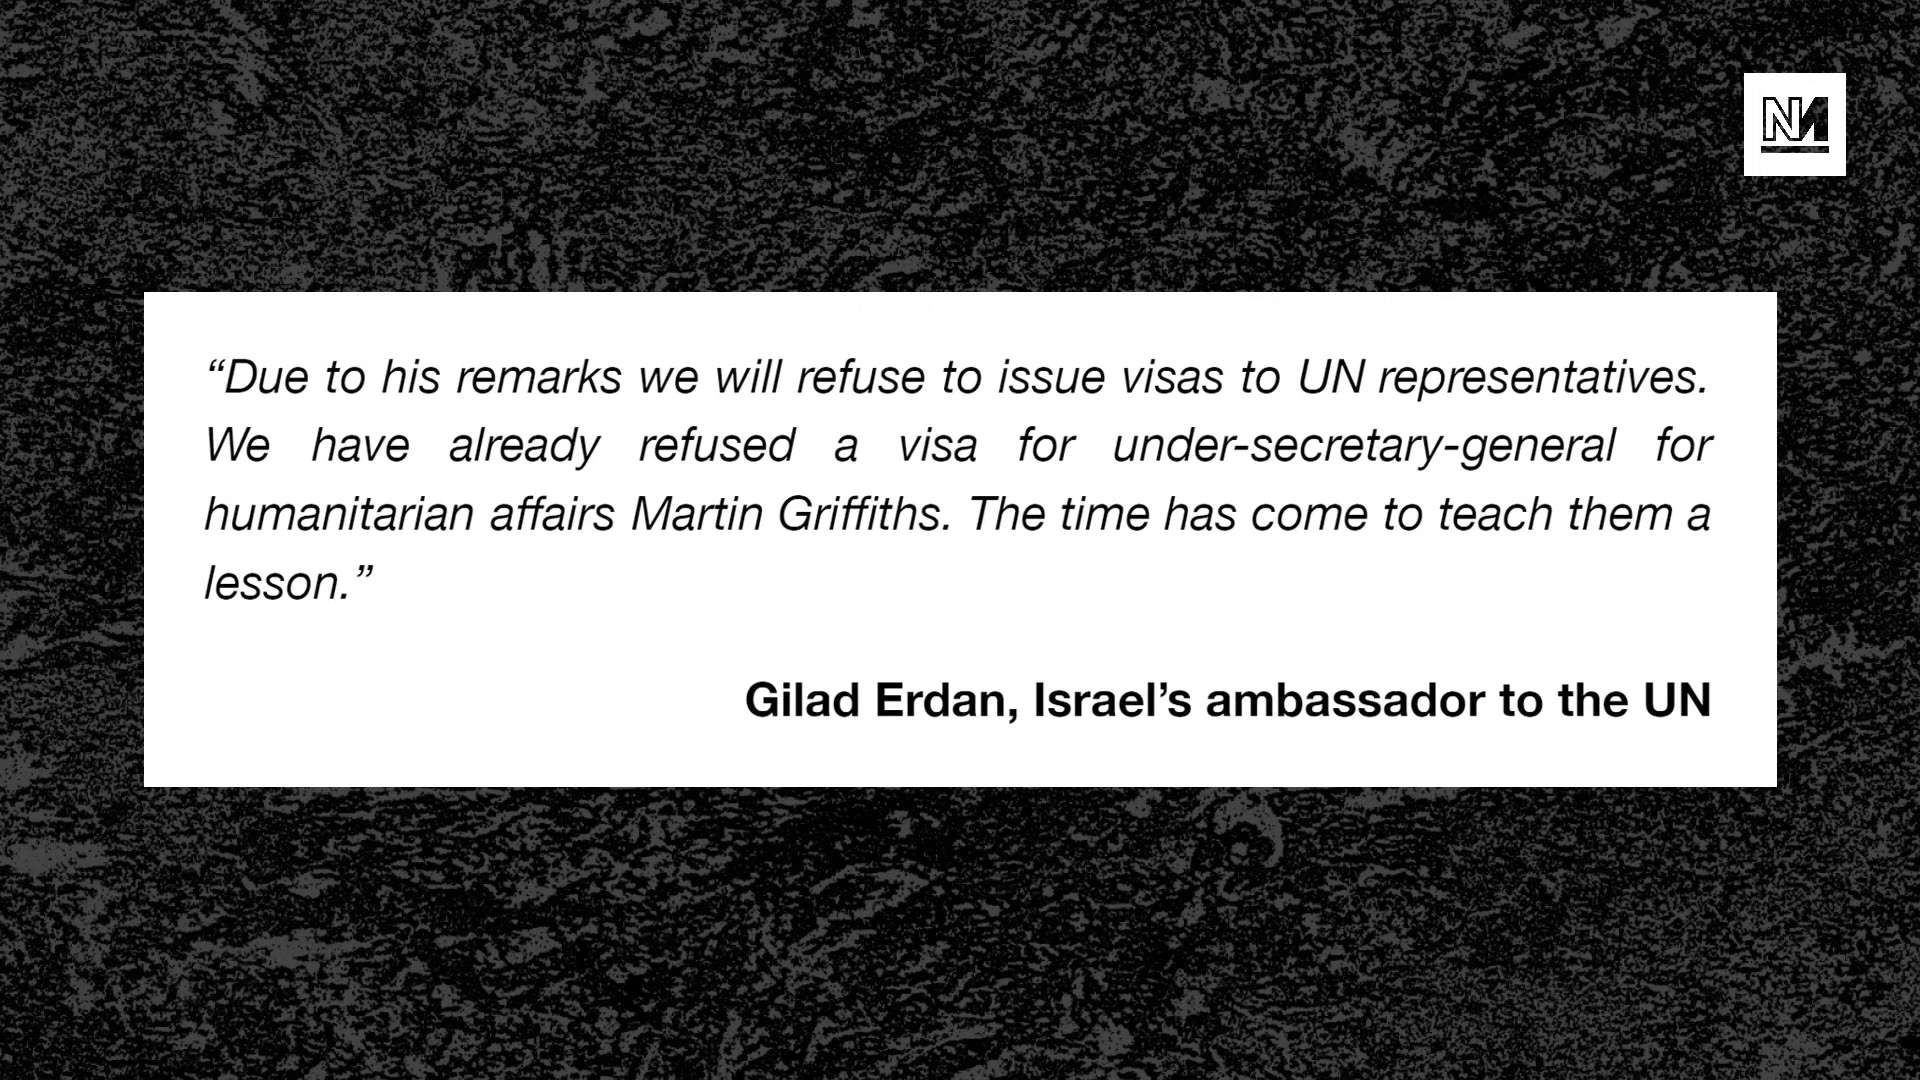 NM
“Due to his remarks we will refuse to issue visas to UN representatives.
We have already refused a visa for under-secretary-general for
humanitarian affairs Martin Griffiths. The time has come to teach them a
lesson.”
Gilad Erdan, Israel’s ambassador to the UN